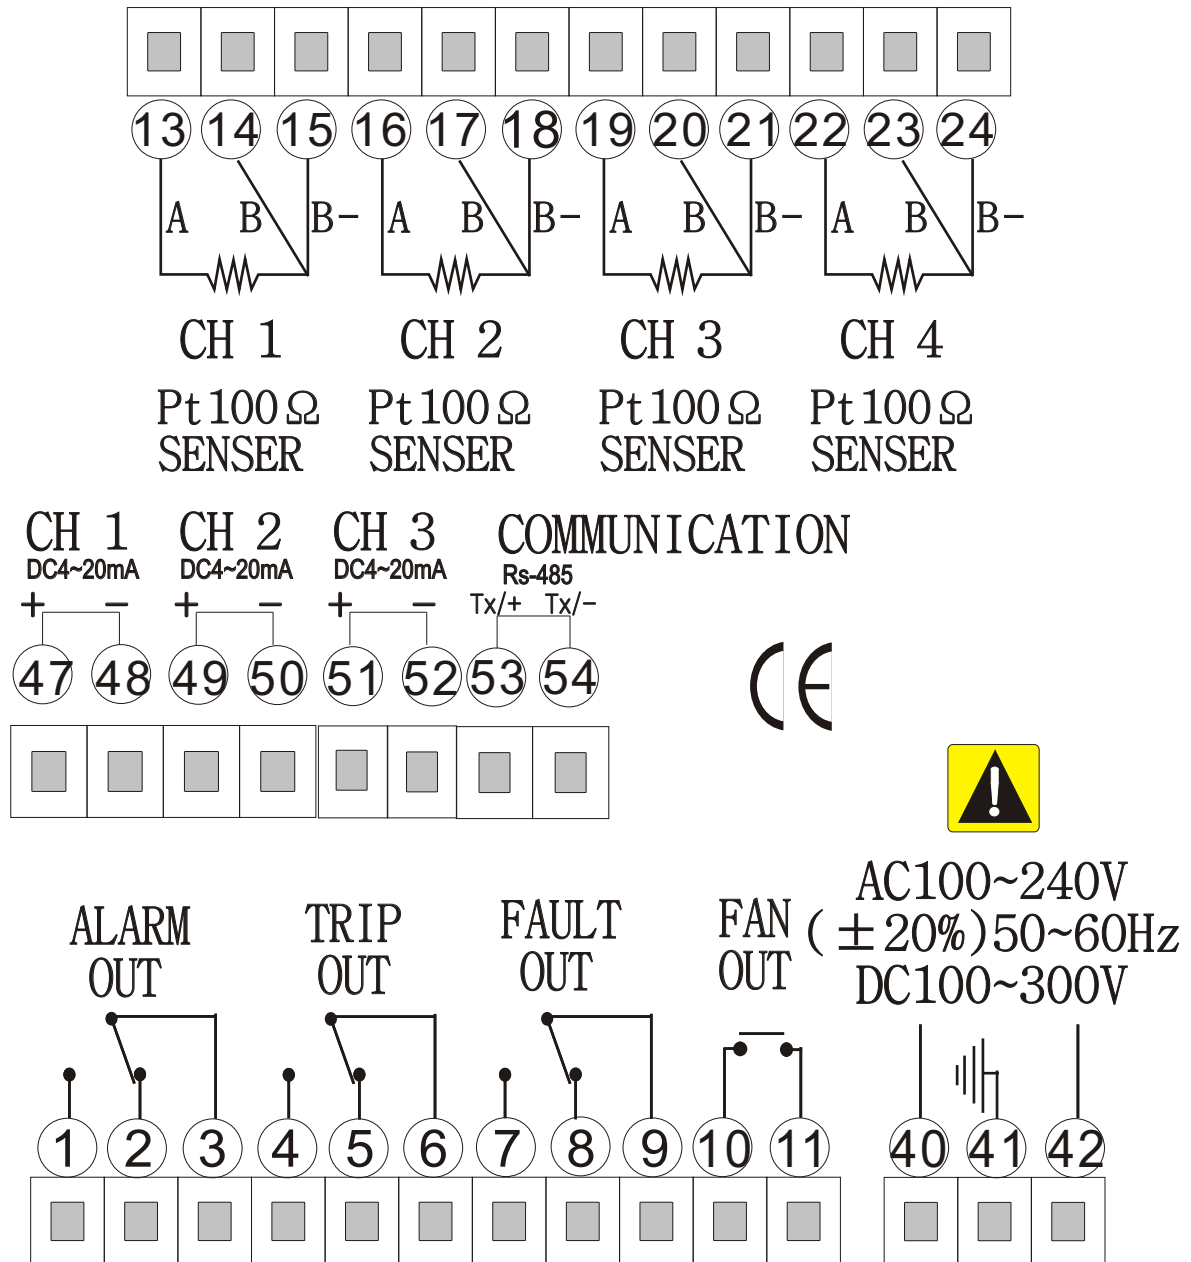 13 14 15 16 17 18 19 20 21 22 23 24
A B B- A B B- A B B- A B B-
CH 1 CH 2 CH 3 CH 4
Pt100Ω Pt100Ω Pt100Ω Pt100Ω
SENSER SENSER SENSER SENSER
CH 1 CH 2 CH 3 COMMUNICATION
DC4~20mA DC4~20mA DC4~20mA Rs-485
+ - + - + - Tx/+ Tx/-
47 48 49 50 51 52 53 54
CE
!
ALARM
OUT
TRIP
OUT
FAULT
OUT
FAN
OUT
AC100~240V
(±20%)50~60Hz
DC100~300V
1 2 3 4 5 6 7 8 9 10 11 40 41 42